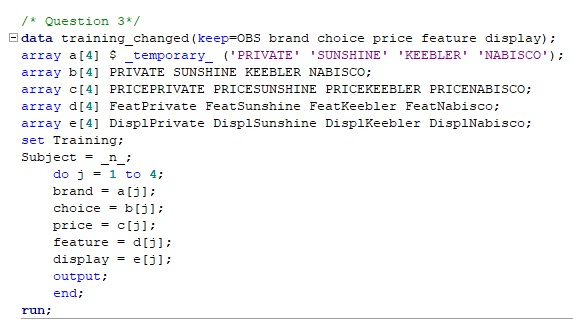 /* Question 3*/
data training_changed(keep=OBS brand choice price feature display);
array a[4] $ _temporary_ ('PRIVATE' 'SUNSHINE' 'KEEBLER' 'NABISCO');
array b[4] PRIVATE SUNSHINE KEEBLER NABISCO;
array c[4] PRICEPRIVATE PRICESUNSHINE PRICEKEEBLER PRICENABISCO;
array d[4] FeatPrivate FeatSunshine FeatKeebler FeatNabisco;
array e[4] DisplPrivate DisplSunshine DisplKeebler DisplNabisco;
set Training;
Subject = _n_;
do j = 1 to 4;
brand = a[j];
choice = b[j];
price = c[j];
feature = d[j];
display = e[j];
output;
end;
run;